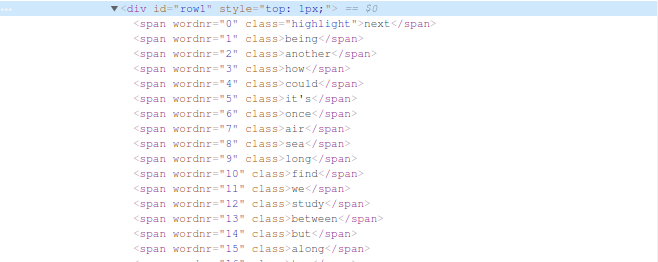 ... ▼<div id="row1" style="top: 1px;"> == $0
<span wordnr="0" class="highlight">next</span>
<span wordnr="1" class>being</span>
<span wordnr="2" class>another</span>
<span wordnr="3" class>how</span>
<span wordnr="4" class>could</span>
<span wordnr="5" class>it's</span>
<span wordnr="6" class>once</span>
<span wordnr="7" class>air</span>
<span wordnr="8" class>sea</span>
<span wordnr="9" class>long</span>
<span wordnr="10" class>find</span>
<span wordnr="11" class>we</span>
<span wordnr="12" class>study</span>
<span wordnr="13" class>between</span>
<span wordnr="14" class>but</span>
<span wordnr="15" class>along</span>